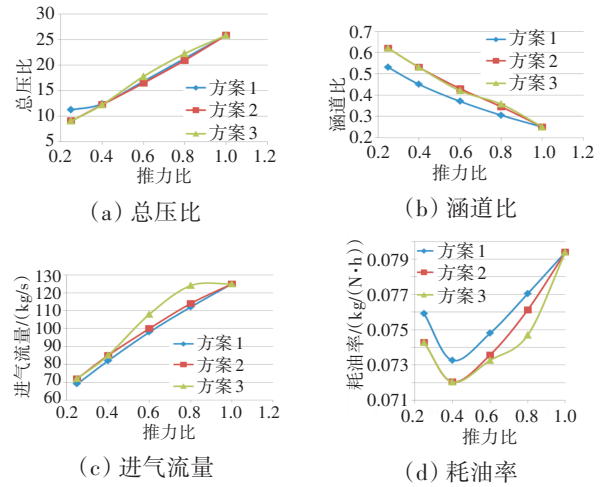 30
25
20
15
10
5
0.2 0.4 0.6 0.8 1.0 1.2
总压比
推力比
方案1
方案2
方案3
(a) 总压比
0.7
0.6
0.5
0.4
0.3
0.2
0.2 0.4 0.6 0.8 1.0 1.2
涵道比
推力比
方案1
方案2
方案3
(b) 涵道比
130
120
110
100
90
80
70
60
0.2 0.4 0.6 0.8 1.0 1.2
进气流量/(kg/s)
推力比
方案1
方案2
方案3
(c) 进气流量
0.079
0.077
0.075
0.073
0.071
0.2 0.4 0.6 0.8 1.0
耗油率/(kg/(N·h)
推力比
方案1
方案2
方案3
(d) 耗油率